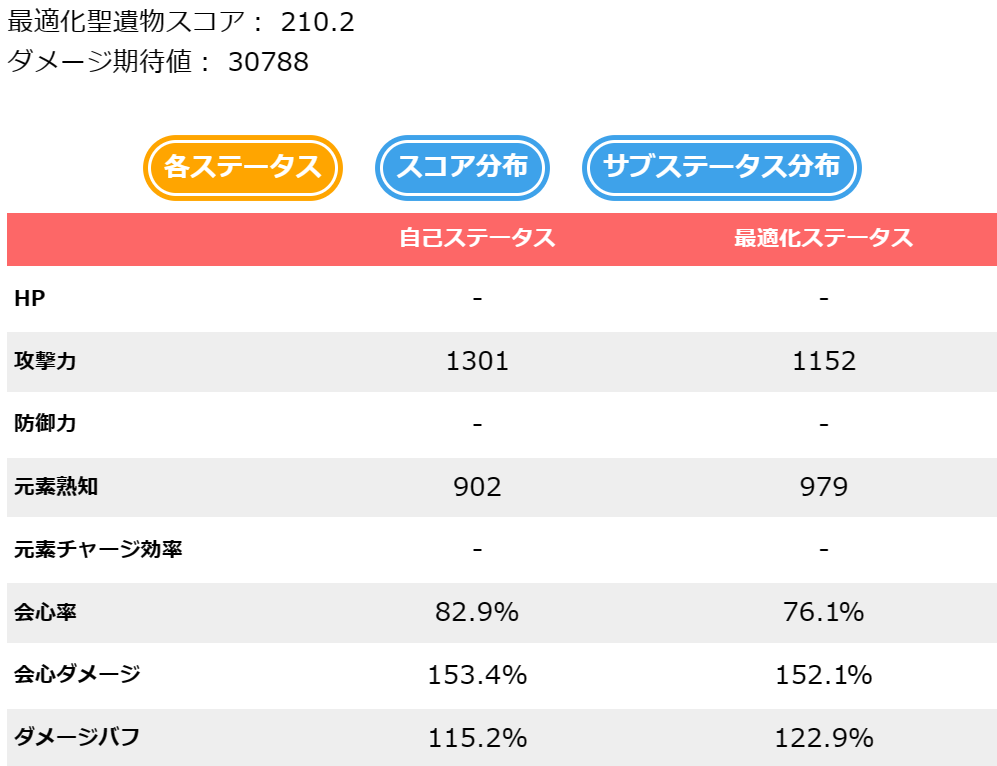 最適化聖遺物スコア： 210.2
ダメージ期待値： 30788
各ステータス スコア分布 サブステータス分布
自己ステータス 最適化ステータス
HP - -
攻撃力 1301 1152
防御力 - -
元素熟知 902 979
元素チャージ効率 - -
会心率 82.9% 76.1%
会心ダメージ 153.4% 152.1%
ダメージバフ 115.2% 122.9%